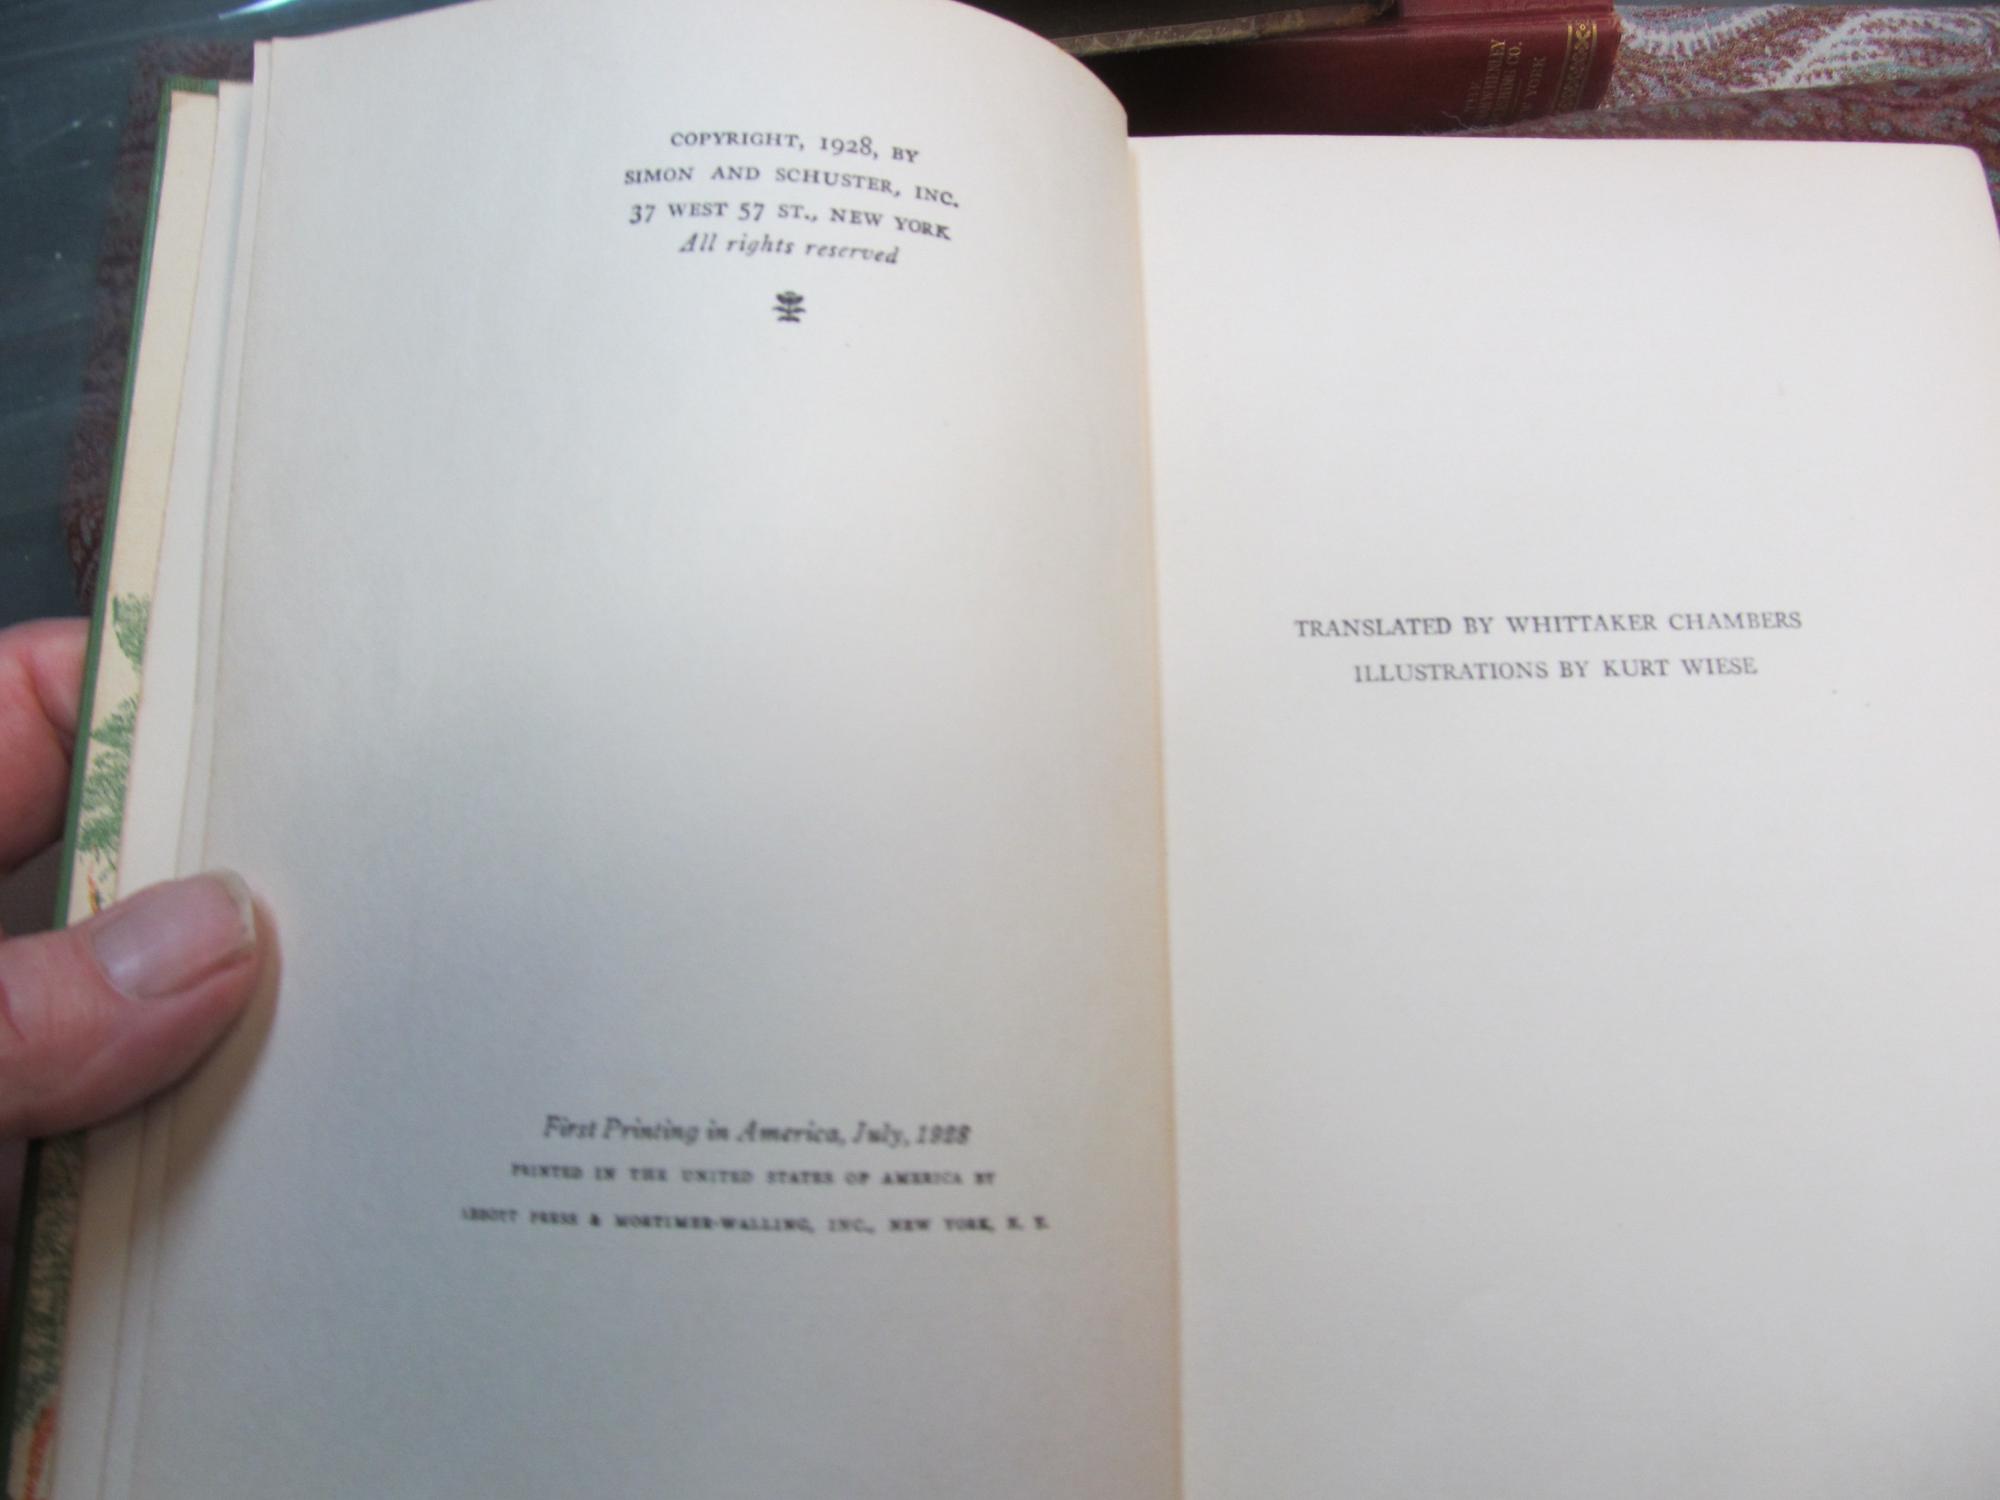 COPYRIGHT, 1928, BY
SIMON AND SCHUSTER, INC.
37 WEST 57 ST., NEW YORK
All rights reserved
First Printing in America, July, 1928
PRINTED IN THE UNITED STATES OF AMERICA BY
ABBOTT PRESS & MORTIMER-WALLING, INC., NEW YORK, N. Y.
TRANSLATED BY WHITTAKER CHAMBERS
ILLUSTRATIONS BY KURT WIESE
CO.
YORK